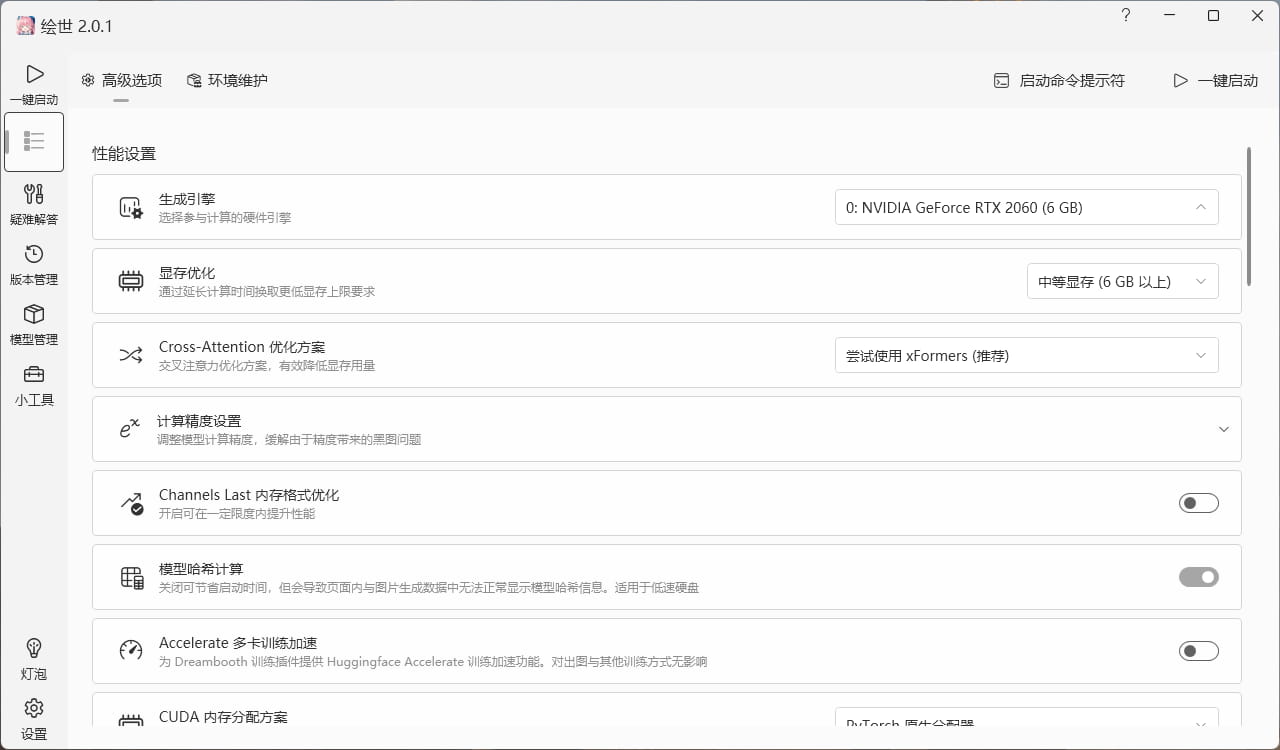 绘世 2.0.1
?
一键启动
高级选项
环境维护
启动命令提示符
一键启动
疑难解答
版本管理
模型管理
小工具
灯泡
设置
性能设置
生成引擎
选择参与计算的硬件引擎
0: NVIDIA GeForce RTX 2060 (6 GB)
显存优化
通过延长计算时间换取更低显存上限要求
中等显存 (6 GB 以上)
Cross-Attention 优化方案
交叉注意力优化方案，有效降低显存用量
尝试使用 xFormers (推荐)
eˣ
计算精度设置
调整模型计算精度，缓解由于精度带来的黑图问题
Channels Last 内存格式优化
开启可在一定限度内提升性能
模型哈希计算
关闭可节省启动时间，但会导致页面内与图片生成数据中无法正常显示模型哈希信息。适用于低速硬盘
Accelerate 多卡训练加速
为 Dreambooth 训练插件提供 Huggingface Accelerate 训练加速功能。对出图与其他训练方式无影响
CUDA 内存分配方案
PyTorch 原生分配器